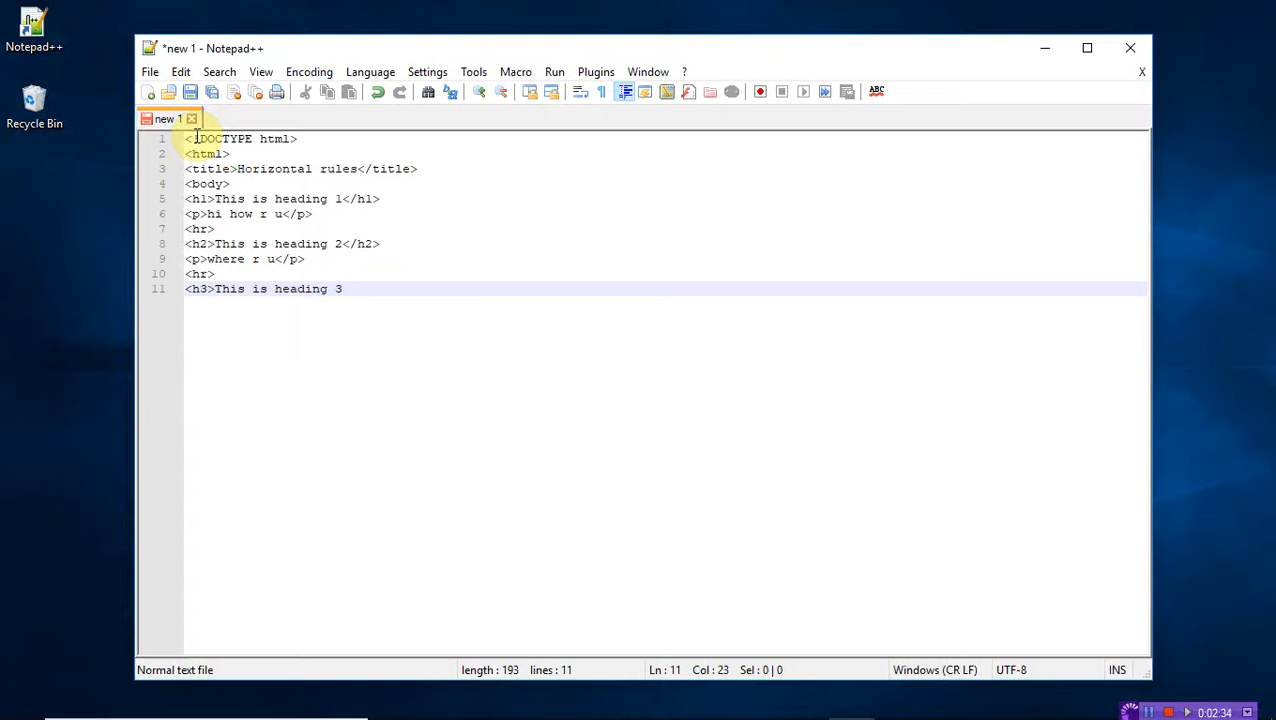 Notepad++
Recycle Bin
*new 1 - Notepad++
File Edit Search View Encoding Language Settings Tools Macro Run Plugins Window ? X
ABC
new 1
1 <!DOCTYPE html>
2 <html>
3 <title>Horizontal rules</title>
4 <body>
5 <h1>This is heading 1</h1>
6 <p>hi how r u</p>
7 <hr>
8 <h2>This is heading 2</h2>
9 <p>where r u</p>
10 <hr>
11 <h3>This is heading 3
Normal text file length : 193 lines : 11 Ln : 11 Col : 23 Sel : 0 | 0 Windows (CR LF) UTF-8 INS
0:02:34